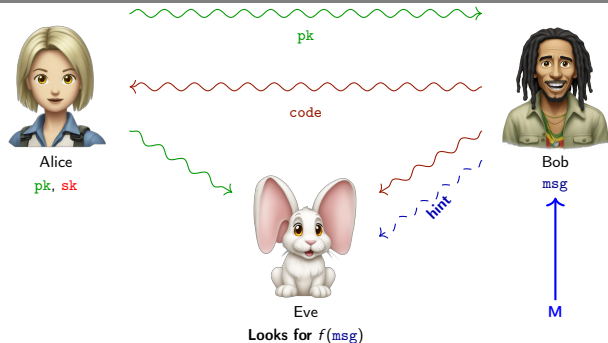 pk
code
Alice
Bob
pk, sk
msg
hint
Eve
M
Looks for f(msg)